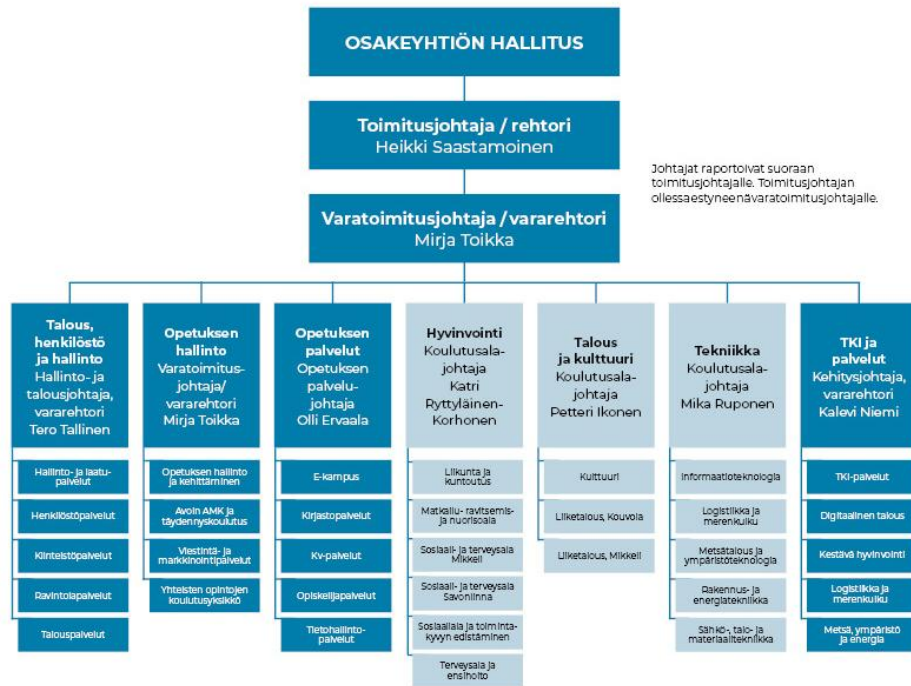 OSAKEYHTIÖN HALLITUS
Toimitusjohtaja / rehtori
Heikki Saastamoinen
Johtajat raportoivat suoraan
toimitusjohtajalle. Toimitusjohtajan
ollessaestyneenävaratoimitusjohtajalle.
Varatoimitusjohtaja / vararehtori
Mirja Toikka
Talous,
henkilöstö
ja hallinto
Hallinto- ja
talousjohtaja,
vararehtori
Tero Tallinen
Hallinto- ja laatu-
palvelut
Henkilöstöpalvelut
Kiinteistöpalvelut
Ravintolapalvelut
Talouspalvelut
Opetuksen
hallinto
Varatoimitus-
johtaja/
vararehtori
Mirja Toikka
Opetuksen hallinto
ja kehittäminen
Avoin AMK ja
täydennyskoulutus
Viestintä- ja
markkinointipalvelut
Yhteisten opintojen
koulutusyksikkö
Opetuksen
palvelut
Opetuksen
palvelu-
johtaja
Olli Ervaala
E-kampus
Kirjastopalvelut
Kv-palvelut
Opiskelijapalvelut
Tietohallinto-
palvelut
Hyvinvointi
Koulutusala-
johtaja
Katri
Ryttyläinen-
Korhonen
Liikunta ja
kuntoutus
Matkailu- ravitsemis-
ja nuorisoala
Sosiaali- ja terveysala
Mikkeli
Sosiaali- ja terveysala
Savonlinna
Sosiaaliala ja toiminta-
kyvyn edistäminen
Terveysala ja
ensihoito
Talous
ja kulttuuri
Koulutusala-
johtaja
Petteri Ikonen
Kulttuuri
Liiketalous, Kouvola
Liiketalous, Mikkeli
Tekniikka
Koulutusala-
johtaja
Mika Ruponen
Informaatioteknologia
Logistiikka ja
merenkulku
Metsätalous ja
ympäristöteknologia
Rakennus- ja
energiatekniikka
Sähkö-, talo- ja
materiaalitekniikka
TKI ja
palvelut
Kehitysjohtaja,
vararehtori
Kalevi Niemi
TKI-palvelut
Digitaalinen talous
Kestävä hyvinvointi
Logistiikka ja
merenkulku
Metsä, ympäristö
ja energia